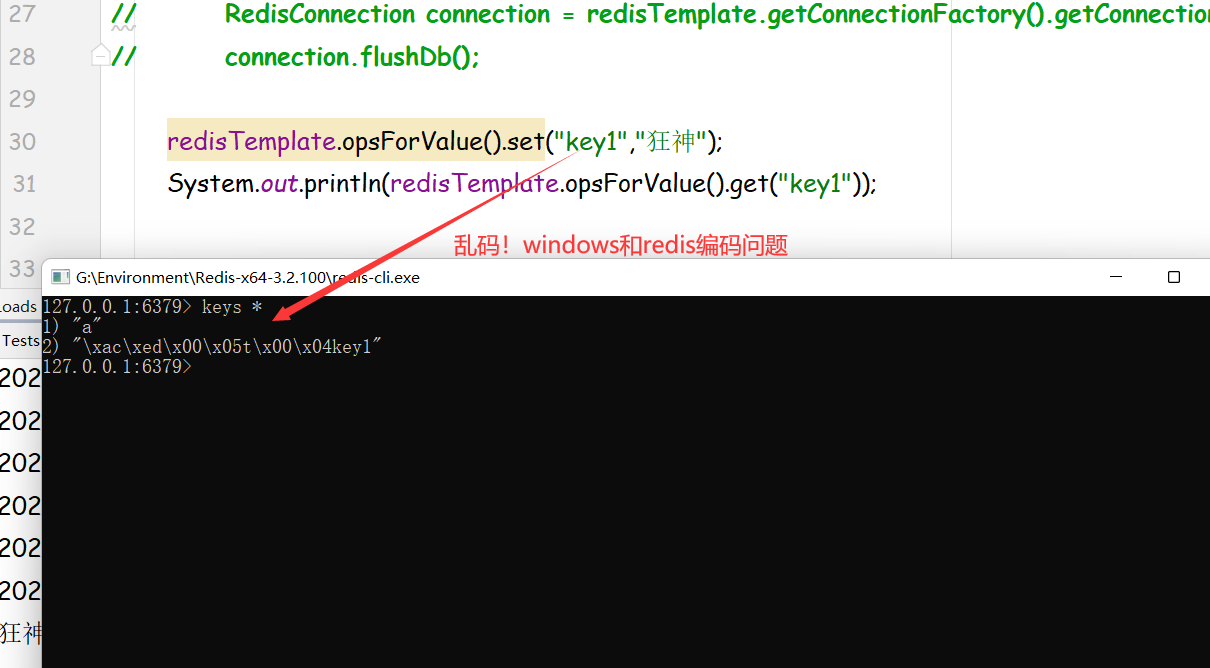 27 // RedisConnection connection = redisTemplate.getConnectionFactory().getConnection
28 // connection.flushDb();
29
30 redisTemplate.opsForValue().set("key1","狂神");
31 System.out.println(redisTemplate.opsForValue().get("key1"));
32
乱码！windows和redis编码问题
33
G:\Environment\Redis-x64-3.2.100\redis-cli.exe
oads
127.0.0.1:6379> keys *
1) "a"
Tests
2) "\xac\xed\x00\x05t\x00\x04key1"
127.0.0.1:6379>
202
202
202
202
202
202
狂神